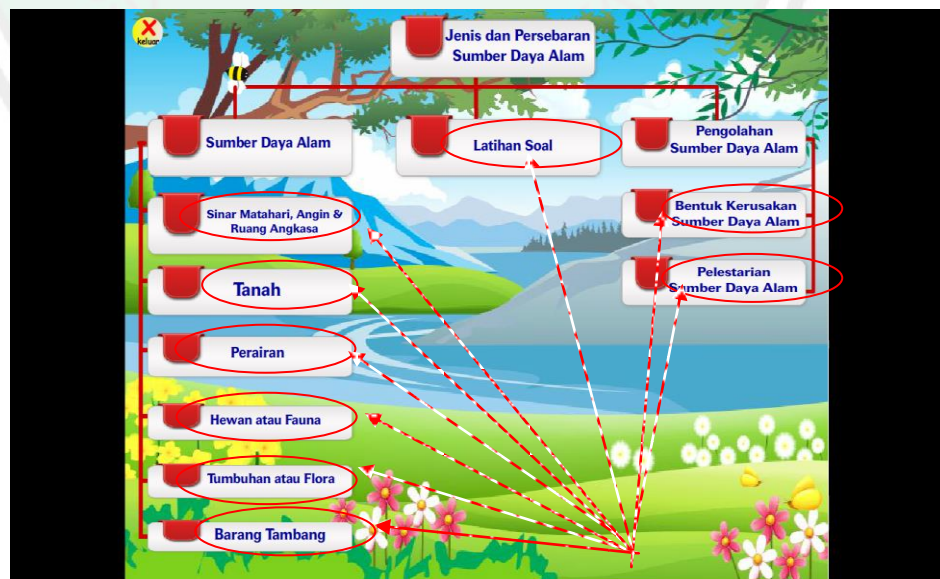 keluar
Jenis dan Persebaran
Sumber Daya Alam
Sumber Daya Alam
Sinar Matahari, Angin &
Ruang Angkasa
Tanah
Perairan
Hewan atau Fauna
Tumbuhan atau Flora
Barang Tambang
Latihan Soal
Pengolahan
Sumber Daya Alam
Bentuk Kerusakan
Sumber Daya Alam
Pelestarian
Sumber Daya Alam